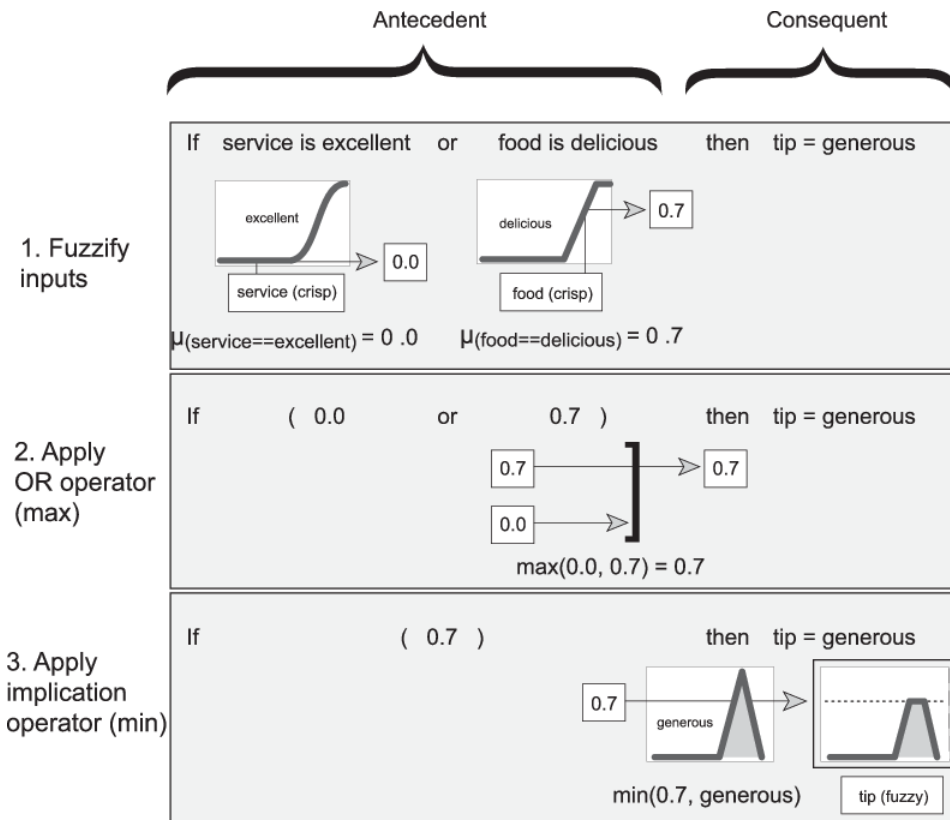 Antecedent
Consequent
If service is excellent or food is delicious then tip = generous
1. Fuzzify
inputs
excellent
0.0
service (crisp)
delicious
0.7
food (crisp)
μ(service==excellent) = 0 .0
μ(food==delicious) = 0 .7
2. Apply
OR operator
(max)
If ( 0.0 or 0.7 ) then tip = generous
0.7
0.7
0.0
max(0.0, 0.7) = 0.7
3. Apply
implication
operator (min)
If ( 0.7 ) then tip = generous
0.7
generous
min(0.7, generous)
tip (fuzzy)